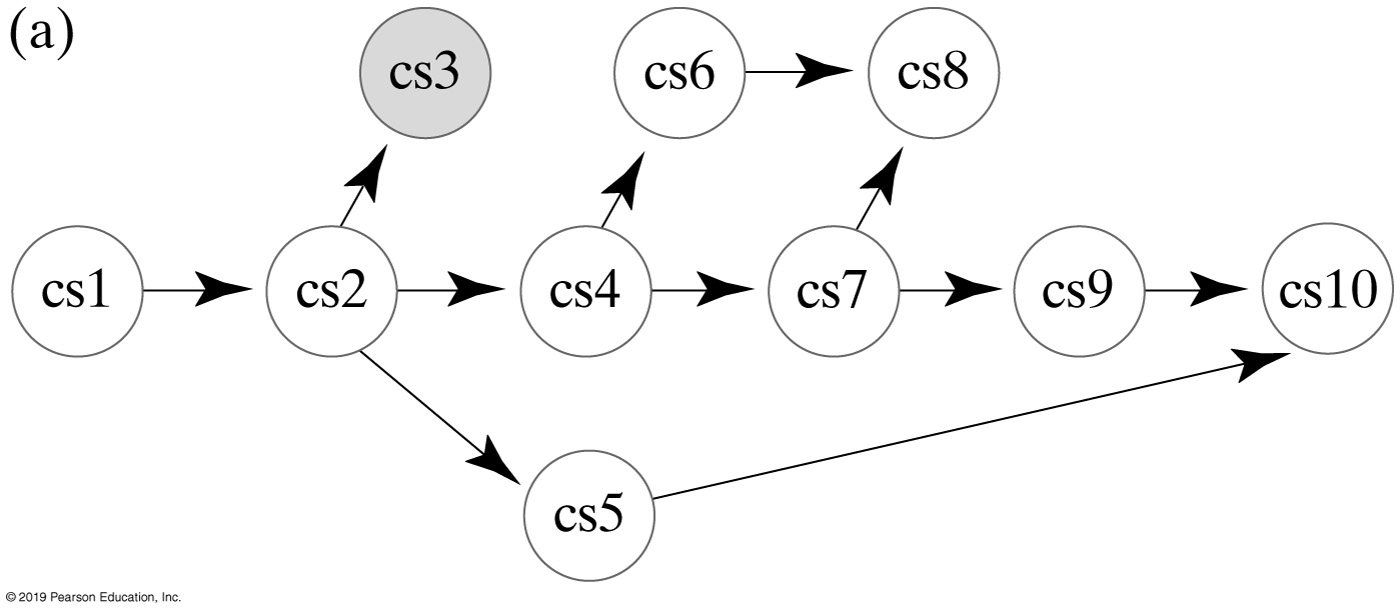 (a)
cs3
cs6
cs8
cs1
cs2
cs4
cs7
cs9
cs10
cs5
© 2019 Pearson Education, Inc.